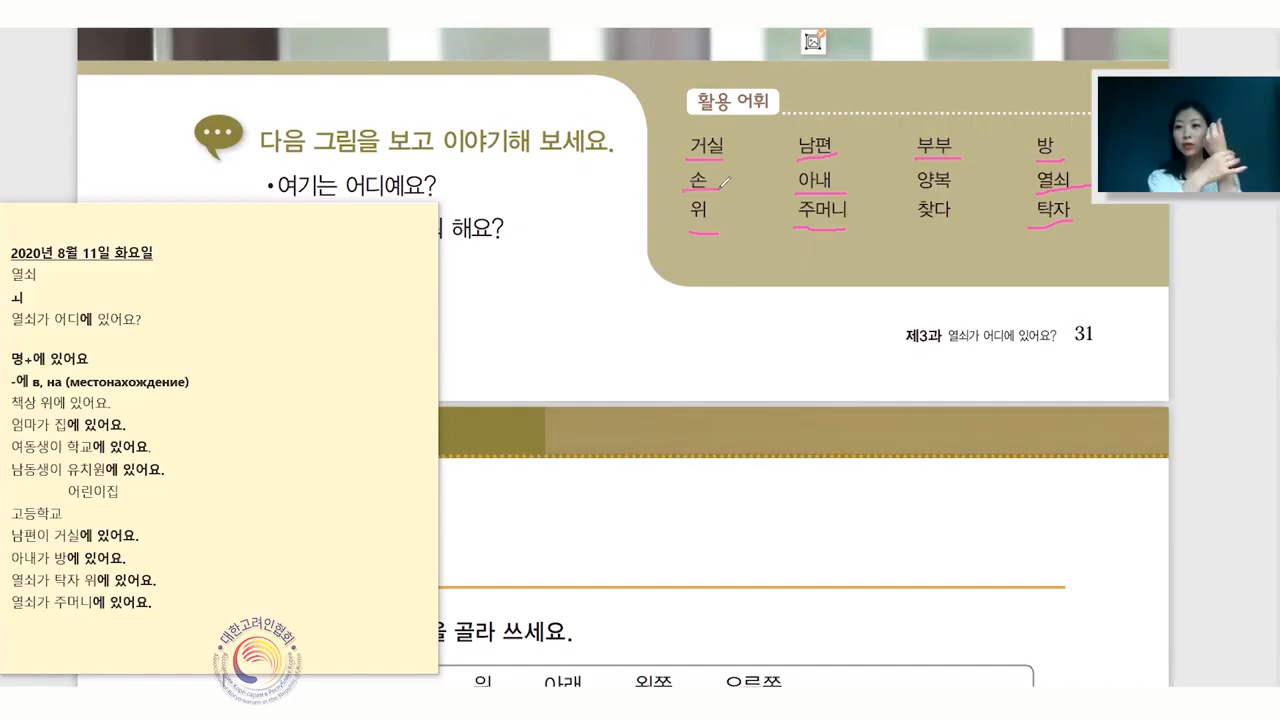 활용 어휘
다음 그림을 보고 이야기해 보세요.
•여기는 어디예요?
해요?
거실 남편 부부 방
손 아내 양복 열쇠
위 주머니 찾다 탁자
제3과 열쇠가 어디에 있어요? 31
2020년 8월 11일 화요일
열쇠
ㅚ
열쇠가 어디에 있어요?
명+에 있어요
-에 в, на (местонахождение)
책상 위에 있어요.
엄마가 집에 있어요.
여동생이 학교에 있어요.
남동생이 유치원에 있어요.
어린이집
고등학교
남편이 거실에 있어요.
아내가 방에 있어요.
열쇠가 탁자 위에 있어요.
열쇠가 주머니에 있어요.
대한고려인협회
골라 쓰세요.
위 아래 왼쪽 오른쪽